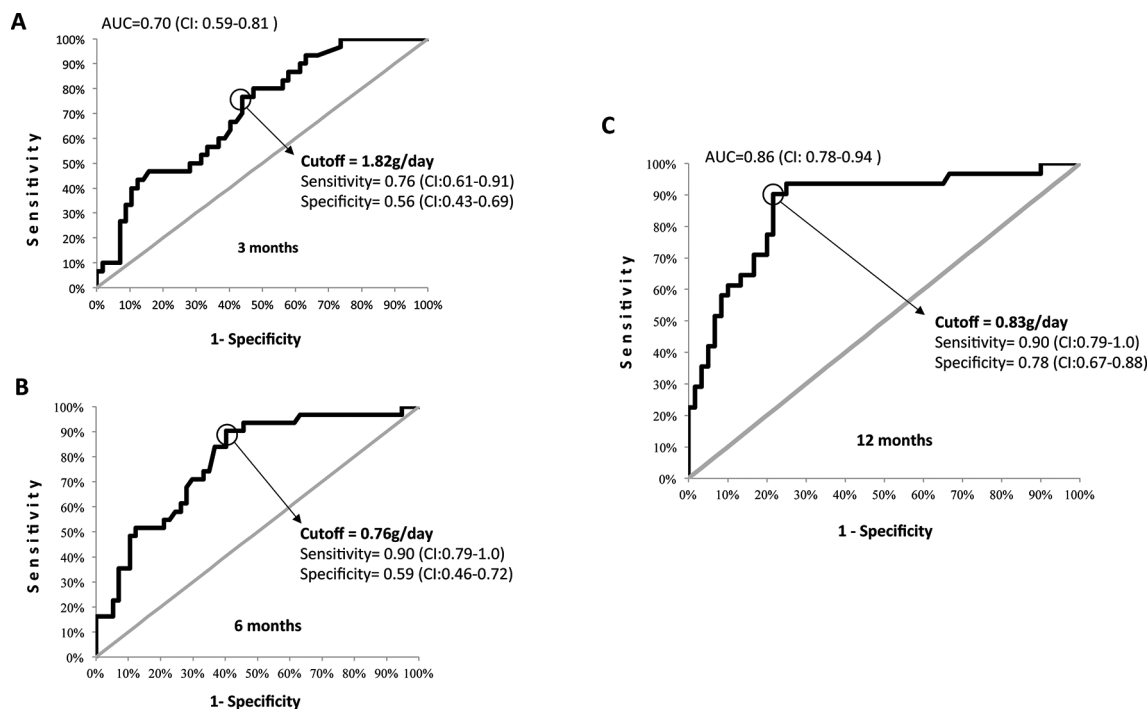 A
AUC=0.70 (CI: 0.59-0.81 )
100%
90%
80%
70%
60%
50%
40%
30%
20%
10%
0%
Sensitivity
Cutoff = 1.82g/day
Sensitivity= 0.76 (CI:0.61-0.91)
Specificity= 0.56 (CI:0.43-0.69)
3 months
0% 10% 20% 30% 40% 50% 60% 70% 80% 90% 100%
1- Specificity
B
100%
90%
80%
70%
60%
50%
40%
30%
20%
10%
0%
Sensitivity
Cutoff = 0.76g/day
Sensitivity= 0.90 (CI:0.79-1.0)
Specificity= 0.59 (CI:0.46-0.72)
6 months
0% 10% 20% 30% 40% 50% 60% 70% 80% 90% 100%
1- Specificity
C
AUC=0.86 (CI: 0.78-0.94 )
100%
90%
80%
70%
60%
50%
40%
30%
20%
10%
0%
Sensitivity
Cutoff = 0.83g/day
Sensitivity= 0.90 (CI:0.79-1.0)
Specificity= 0.78 (CI:0.67-0.88)
12 months
0% 10% 20% 30% 40% 50% 60% 70% 80% 90% 100%
1 - Specificity